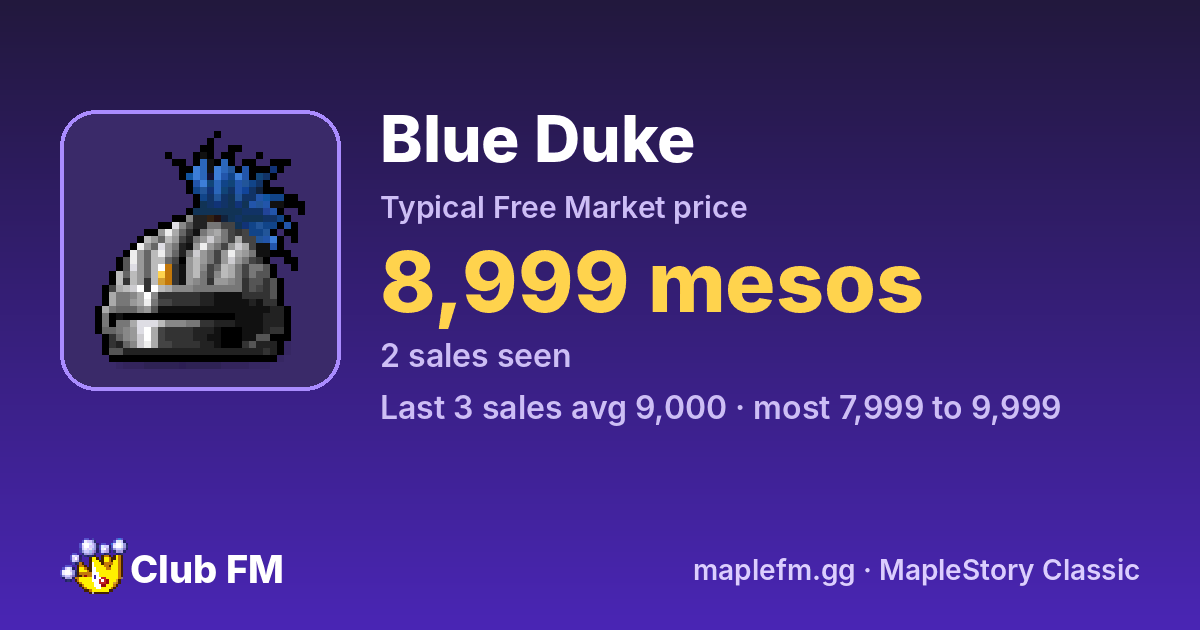 Blue Duke
Typical Free Market price
8,999 mesos
2 sales seen
Last 3 sales avg 9,000 · most 7,999 to 9,999
Club FM
maplefm.gg · MapleStory Classic